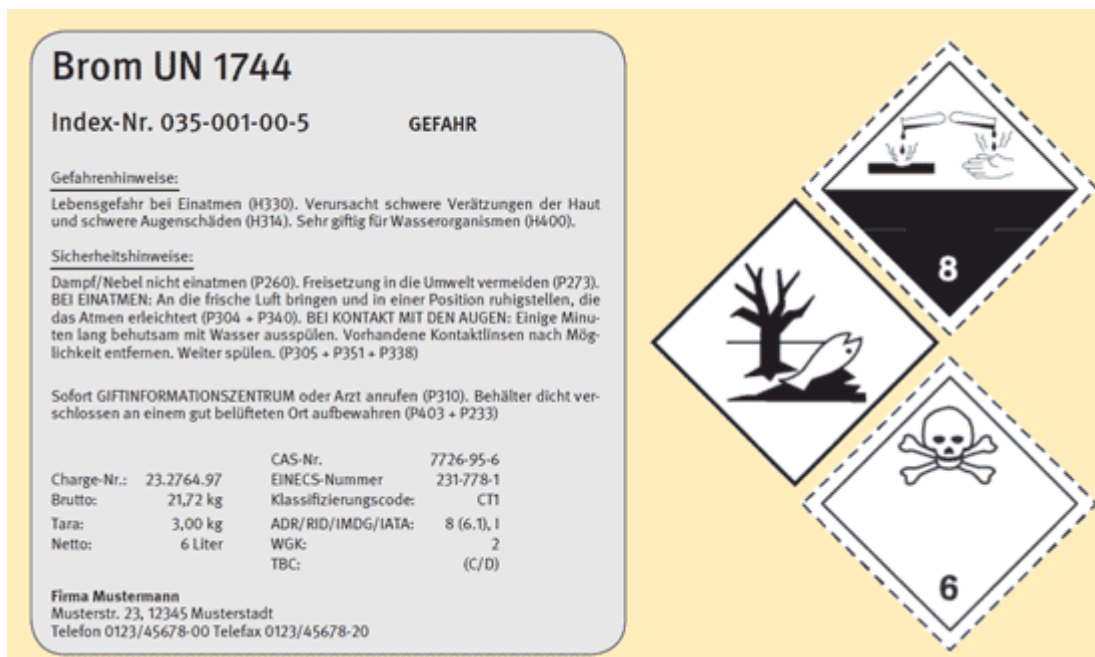 Brom UN 1744
Index-Nr. 035-001-00-5 GEFAHR
Gefahrenhinweise:
Lebensgefahr bei Einatmen (H330). Verursacht schwere Verätzungen der Haut
und schwere Augenschäden (H314). Sehr giftig für Wasserorganismen (H400).
Sicherheitshinweise:
Dampf/Nebel nicht einatmen (P260). Freisetzung in die Umwelt vermeiden (P273).
BEI EINATMEN: An die frische Luft bringen und in einer Position ruhigstellen, die
das Atmen erleichtert (P304 + P340). BEI KONTAKT MIT DEN AUGEN: Einige Minu-
ten lang behutsam mit Wasser ausspülen. Vorhandene Kontaktlinsen nach Mög-
lichkeit entfernen. Weiter spülen. (P305 + P351 + P338)
Sofort GIFTINFORMATIONSZENTRUM oder Arzt anrufen (P310). Behälter dicht ver-
schlossen an einem gut belüfteten Ort aufbewahren (P403 + P233)
CAS-Nr. 7726-95-6
Charge-Nr.: 23.2764.97 EINECS-Nummer 231-778-1
Brutto: 21,72 kg Klassifizierungscode: CT1
Tara: 3,00 kg ADR/RID/IMDG/IATA: 8 (6.1), I
Netto: 6 Liter WGK: 2
TBC: (C/D)
Firma Mustermann
Musterstr. 23, 12345 Musterstadt
Telefon 0123/45678-00 Telefax 0123/45678-20
8
6